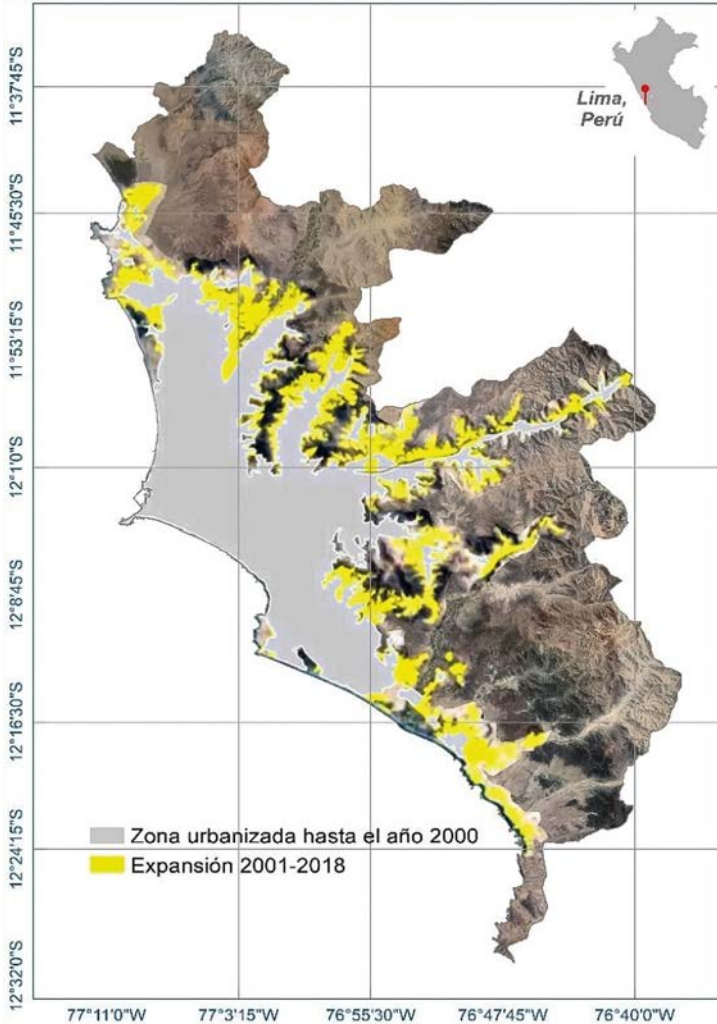 Lima,
Perú
11°37'45"S
11°45'30"S
11°53'15"S
12°1'0"S
12°8'45"S
12°16'30"S
12°24'15"S
12°32'0"S
Zona urbanizada hasta el año 2000
Expansión 2001-2018
77°11'0"W 77°3'15"W 76°55'30"W 76°47'45"W 76°40'0"W